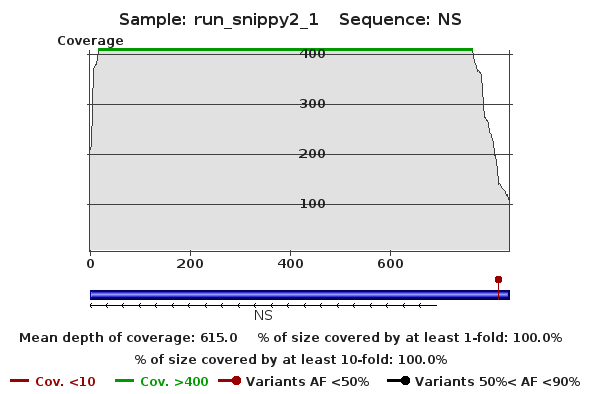 Sample: run_snippy2_1   Sequence: NS
Coverage
400
300
200
100
0 200 400 600
NS
Mean depth of coverage: 615.0   % of size covered by at least 1-fold: 100.0%
% of size covered by at least 10-fold: 100.0%
Cov. <10   Cov. >400   Variants AF <50%   Variants 50%< AF <90%